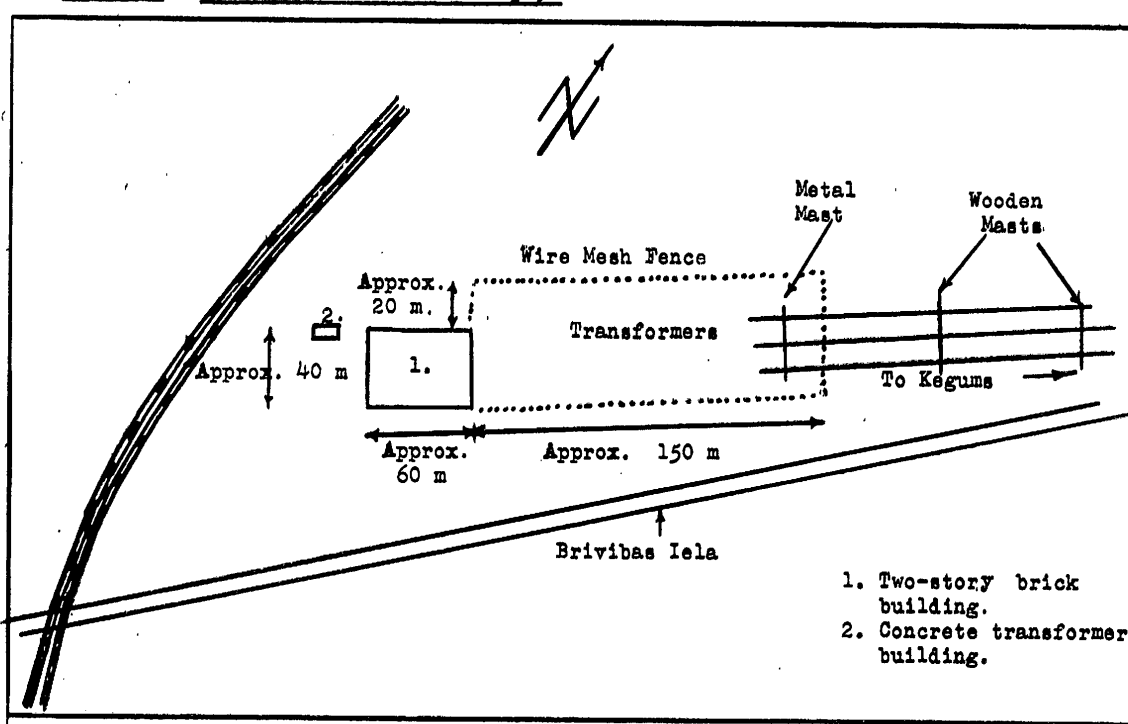 N
Metal
Mast
Wooden
Masts
Wire Mesh Fence
Approx.
20 m.
2.
Transformers
1.
Approx. 40 m
To Kegums
Approx.
60 m
Approx. 150 m
Brivibas Iela
1. Two-story brick
building.
2. Concrete transformer
building.